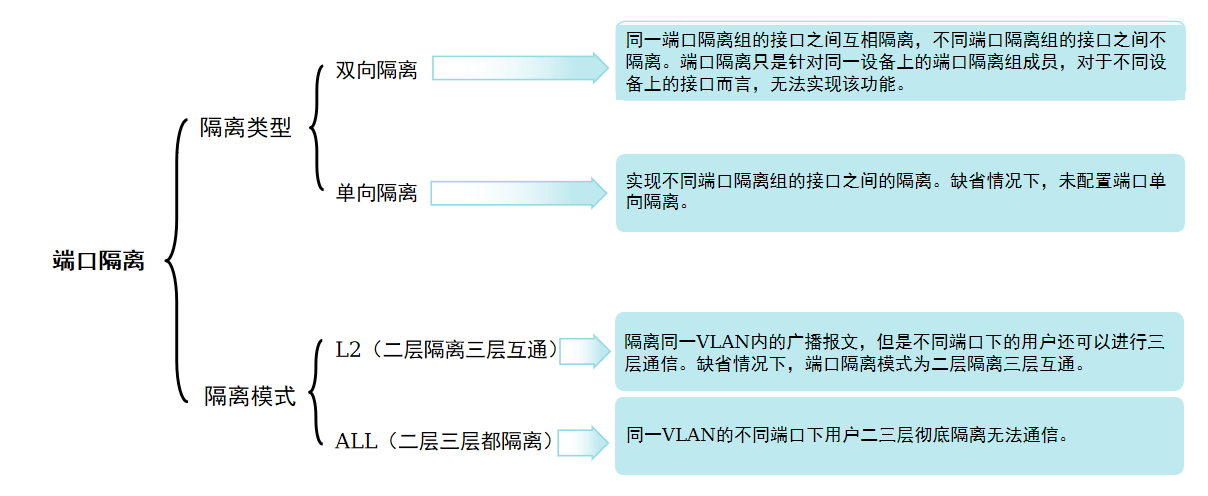 端口隔离
隔离类型
双向隔离
同一端口隔离组的接口之间互相隔离，不同端口隔离组的接口之间不
隔离。端口隔离只是针对同一设备上的端口隔离组成员，对于不同设
备上的接口而言，无法实现该功能。
单向隔离
实现不同端口隔离组的接口之间的隔离。缺省情况下，未配置端口单
向隔离。
隔离模式
L2（二层隔离三层互通）
隔离同一VLAN内的广播报文，但是不同端口下的用户还可以进行三
层通信。缺省情况下，端口隔离模式为二层隔离三层互通。
ALL（二层三层都隔离）
同一VLAN的不同端口下用户二三层彻底隔离无法通信。